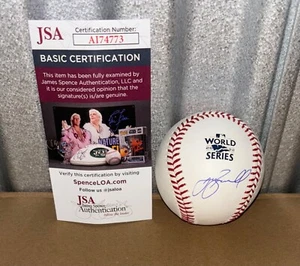 JSA
Certification Number
AI74773
BASIC CERTIFICATION
This item has been fully examined by
James Spence Authentication, LLC and
it is our considered opinion that the
signature(s) is/are genuine.
Verify this certification by visiting
SpenceLOA.com
Follow us @jsaloa
JSA
James Spence
Authentication
WORLD
SERIES